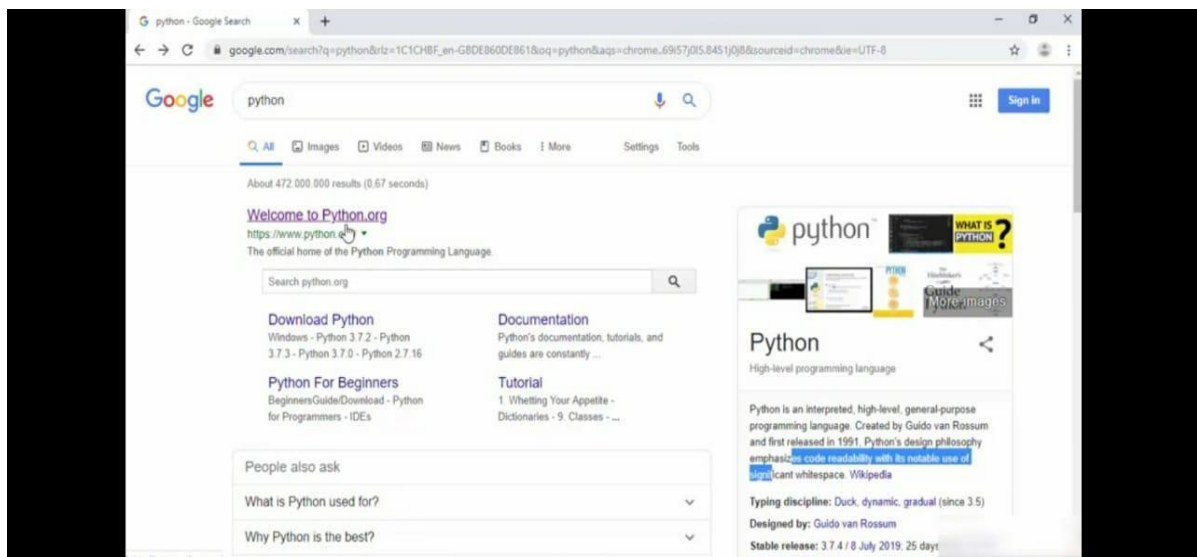 python - Google Search
google.com/search?q=python&rlz=1C1CHBF_en-GBDE860DE861&oq=python&aqs=chrome..69i57j0l5.8451j0j8&sourceid=chrome&ie=UTF-8
Google
python
Sign in
All Images Videos News Books More Settings Tools
About 472.000.000 results (0,67 seconds)
Welcome to Python.org
https://www.python.
The official home of the Python Programming Language.
Search python.org
Download Python
Windows - Python 3.7.2 - Python
3.7.3 - Python 3.7.0 - Python 2.7.16
Documentation
Python's documentation, tutorials, and
guides are constantly ...
Python For Beginners
BeginnersGuide/Download - Python
for Programmers - IDEs
Tutorial
1. Whetting Your Appetite -
Dictionaries - 9. Classes - ...
People also ask
What is Python used for?
Why Python is the best?
python
WHAT IS
PYTHON ?
PYTHON
Guide
More images
Python
High-level programming language
Python is an interpreted, high-level, general-purpose
programming language. Created by Guido van Rossum
and first released in 1991, Python's design philosophy
emphasizes code readability with its notable use of
significant whitespace. Wikipedia
Typing discipline: Duck, dynamic, gradual (since 3.5)
Designed by: Guido van Rossum
Stable release: 3.7.4 / 8 July 2019; 25 days